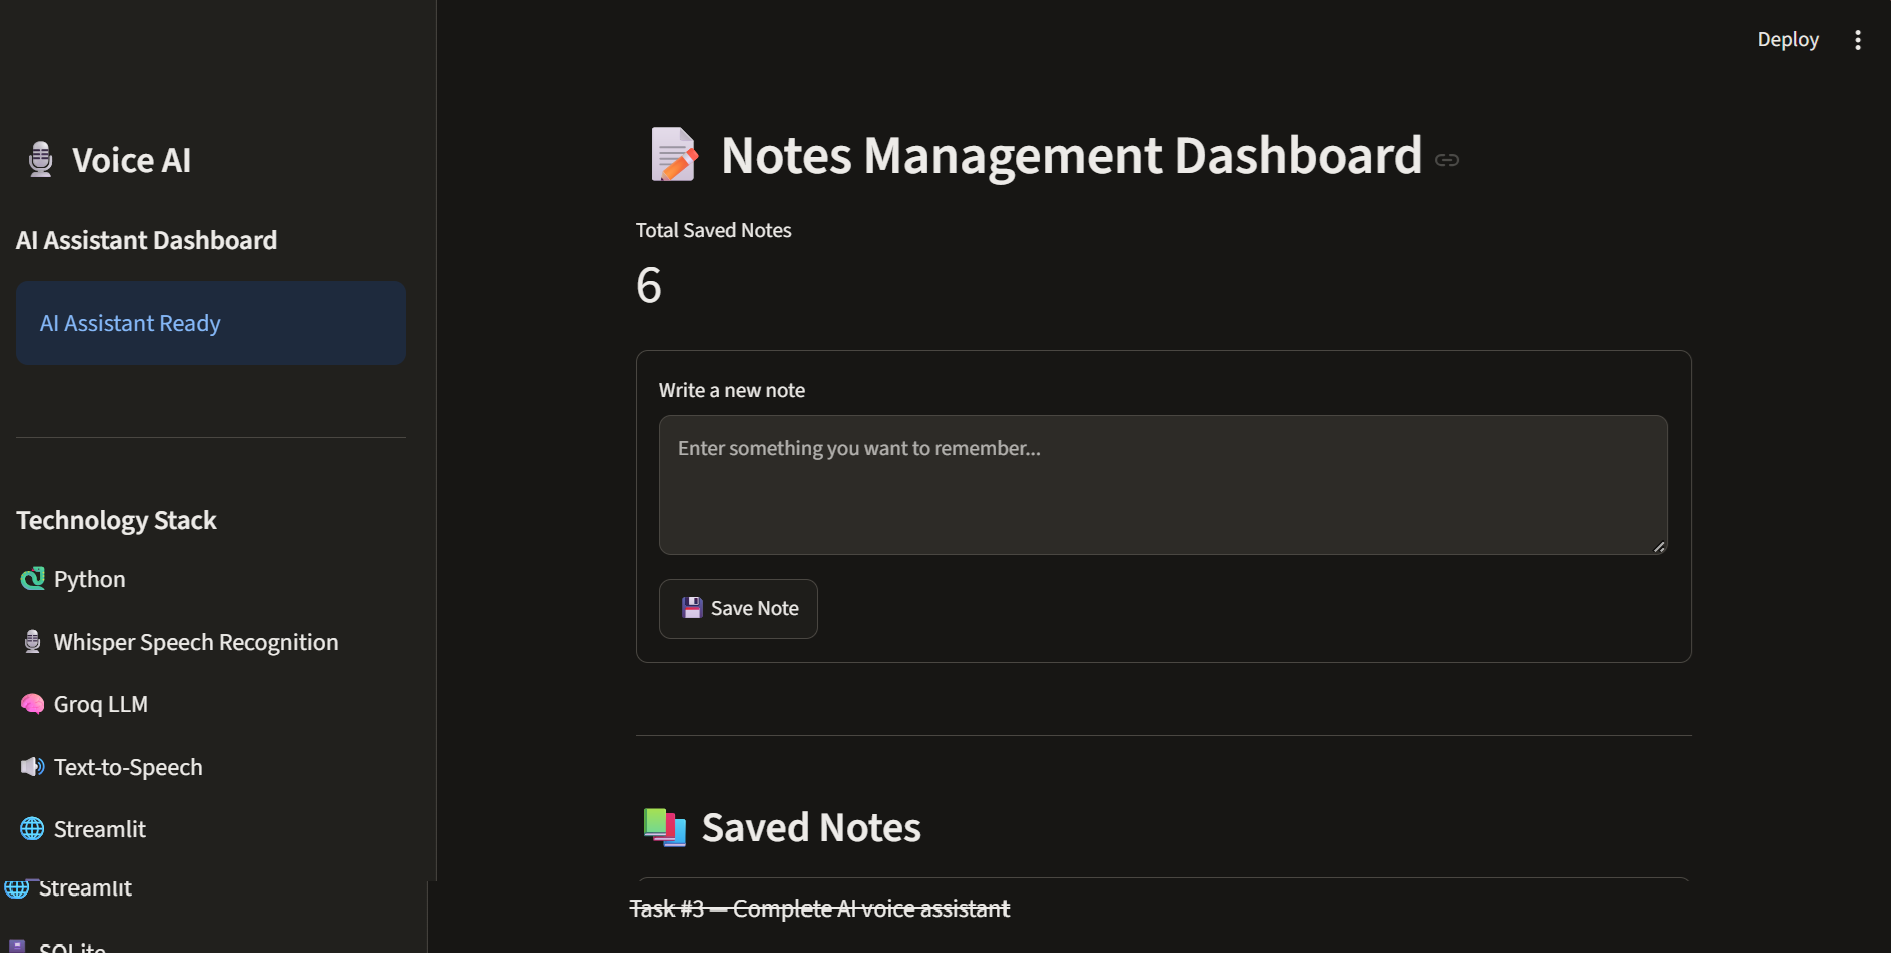 Deploy
Voice AI
AI Assistant Dashboard
AI Assistant Ready
Technology Stack
Python
Whisper Speech Recognition
Groq LLM
Text-to-Speech
Streamlit
Streamlit
SQLite
Notes Management Dashboard
Total Saved Notes
6
Write a new note
Enter something you want to remember...
Save Note
Saved Notes
Task #3 — Complete AI voice assistant